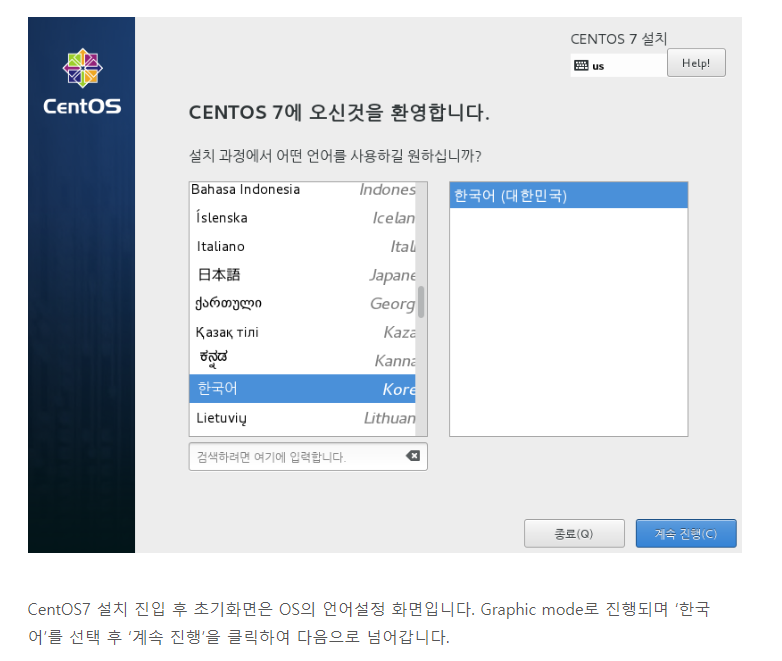 CENTOS 7 설치
us
Help!
CentOS
CENTOS 7에 오신것을 환영합니다.
설치 과정에서 어떤 언어를 사용하길 원하십니까?
Bahasa Indonesia Indones
Íslenska Icelan
Italiano Ital
日本語 Japane
ქართული Georg
Қазақ тілі Kaza
ಕನ್ನಡ Kanna
한국어 Kore
Lietuvių Lithuan
한국어 (대한민국)
검색하려면 여기에 입력합니다.
종료(Q)
계속 진행(C)
CentOS7 설치 진입 후 초기화면은 OS의 언어설정 화면입니다. Graphic mode로 진행되며 ‘한국
어’를 선택 후 ‘계속 진행’을 클릭하여 다음으로 넘어갑니다.